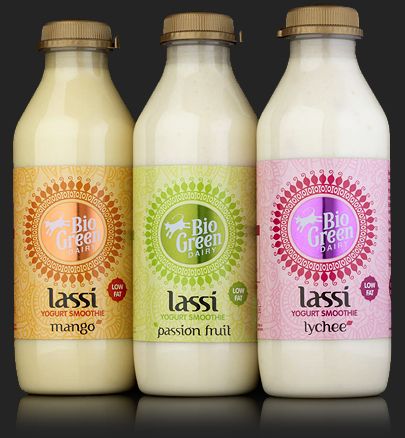 Bio
Green
DAIRY
LOW
FAT
lassi
YOGURT SMOOTHIE
mango
Bio
Green
DAIRY
LOW
FAT
lassi
YOGURT SMOOTHIE
passion fruit
Bio
Green
DAIRY
LOW
FAT
lassi
YOGURT SMOOTHIE
lychee